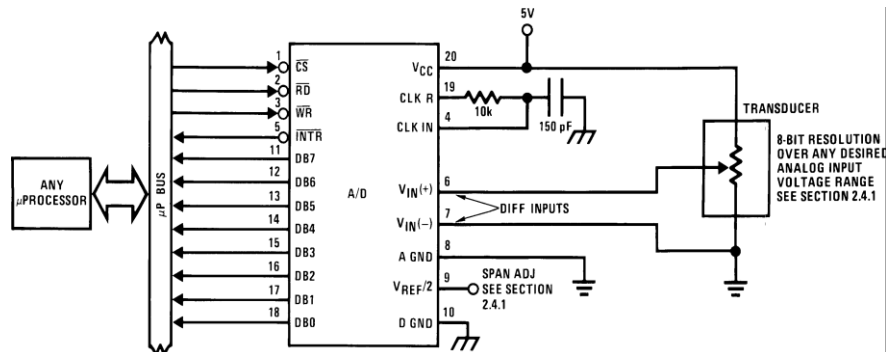 5V
1 CS
2 RD
3 WR
5 INTR
11 DB7
12 DB6
13 DB5
14 DB4
15 DB3
16 DB2
17 DB1
18 DB0
ANY
µPROCESSOR
µP BUS
A/D
20 VCC
19 CLK R
4 CLK IN
10k
150 pF
6 VIN(+)
DIFF INPUTS
7 VIN(−)
8 A GND
9 VREF/2
SPAN ADJ
SEE SECTION
2.4.1
10 D GND
TRANSDUCER
8-BIT RESOLUTION
OVER ANY DESIRED
ANALOG INPUT
VOLTAGE RANGE
SEE SECTION 2.4.1